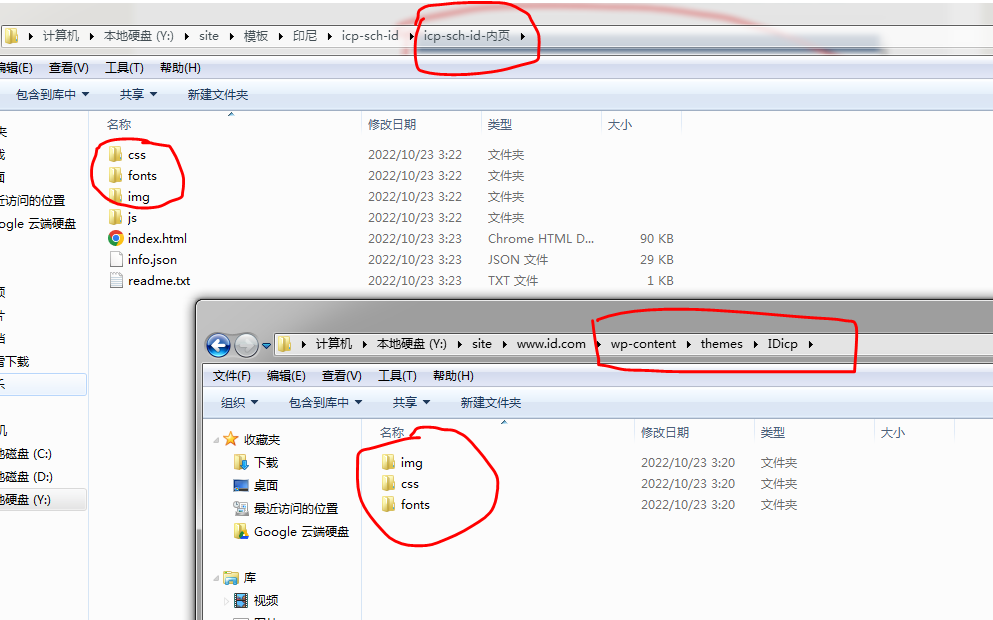 计算机 本地硬盘 (Y:) site 模板 印尼 icp-sch-id icp-sch-id-内页
编辑(E) 查看(V) 工具(T) 帮助(H)
包含到库中 共享 新建文件夹
名称 修改日期 类型 大小
css 2022/10/23 3:22 文件夹
fonts 2022/10/23 3:22 文件夹
img 2022/10/23 3:22 文件夹
js 2022/10/23 3:22 文件夹
index.html 2022/10/23 3:23 Chrome HTML D... 90 KB
info.json 2022/10/23 3:23 JSON 文件 29 KB
readme.txt 2022/10/23 3:23 TXT 文件 1 KB
近访问的位置
ogle 云端硬盘
雷下载
地磁盘 (C:)
地磁盘 (D:)
地硬盘 (Y:)
计算机 本地硬盘 (Y:) site www.id.com wp-content themes IDicp
文件(F) 编辑(E) 查看(V) 工具(T) 帮助(H)
组织 包含到库中 共享 新建文件夹
名称 修改日期 类型 大小
img 2022/10/23 3:20 文件夹
css 2022/10/23 3:20 文件夹
fonts 2022/10/23 3:20 文件夹
收藏夹
下载
桌面
最近访问的位置
Google 云端硬盘
库
视频